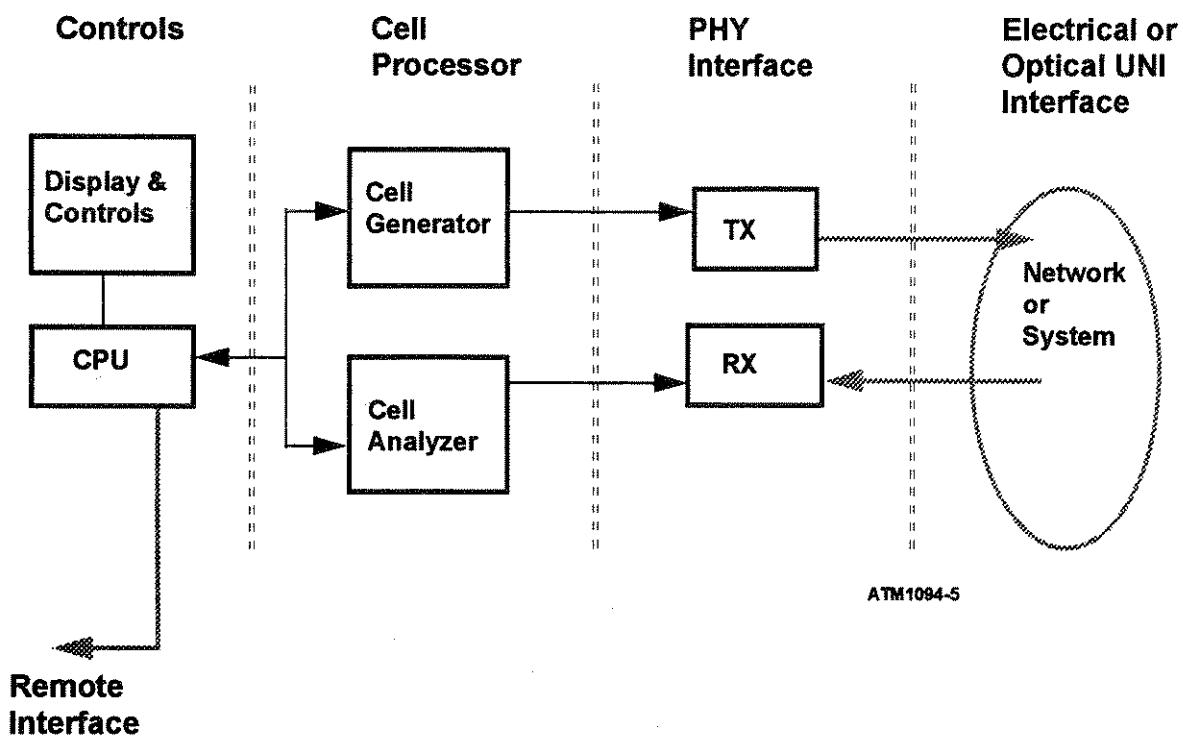 Controls
Cell
Processor
PHY
Interface
Electrical or
Optical UNI
Interface
Display &
Controls
CPU
Cell
Generator
Cell
Analyzer
TX
RX
Network
or
System
ATM1094-5
Remote
Interface